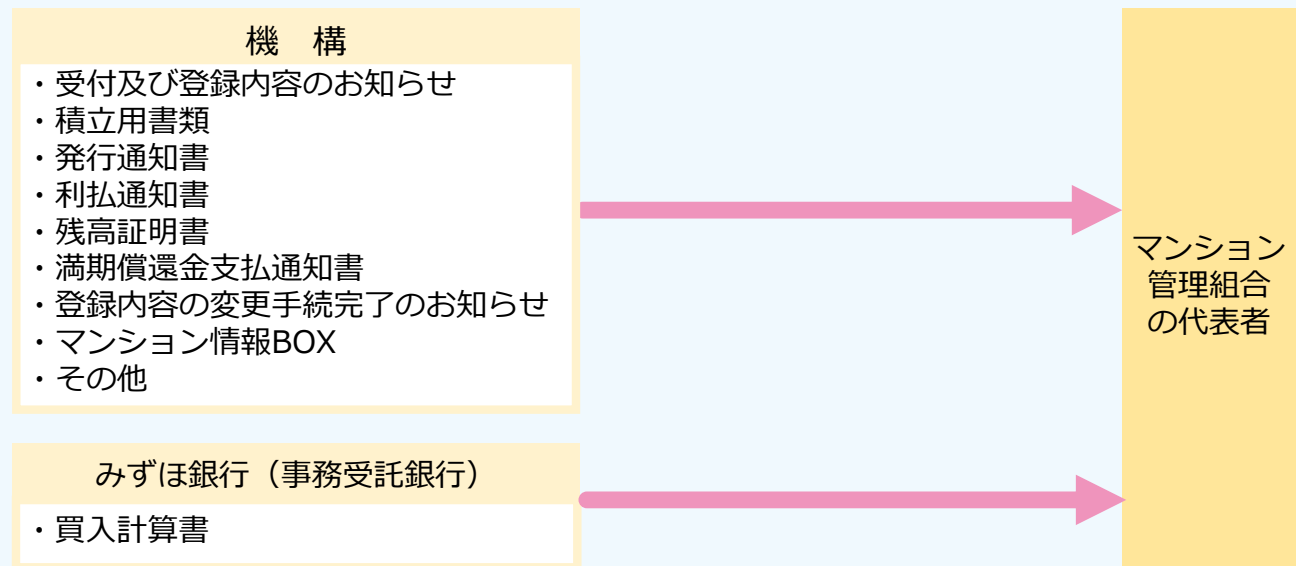 機　構
・受付及び登録内容のお知らせ
・積立用書類
・発行通知書
・利払通知書
・残高証明書
・満期償還金支払通知書
・登録内容の変更手続完了のお知らせ
・マンション情報BOX
・その他
みずほ銀行（事務受託銀行）
・買入計算書
マンション
管理組合
の代表者